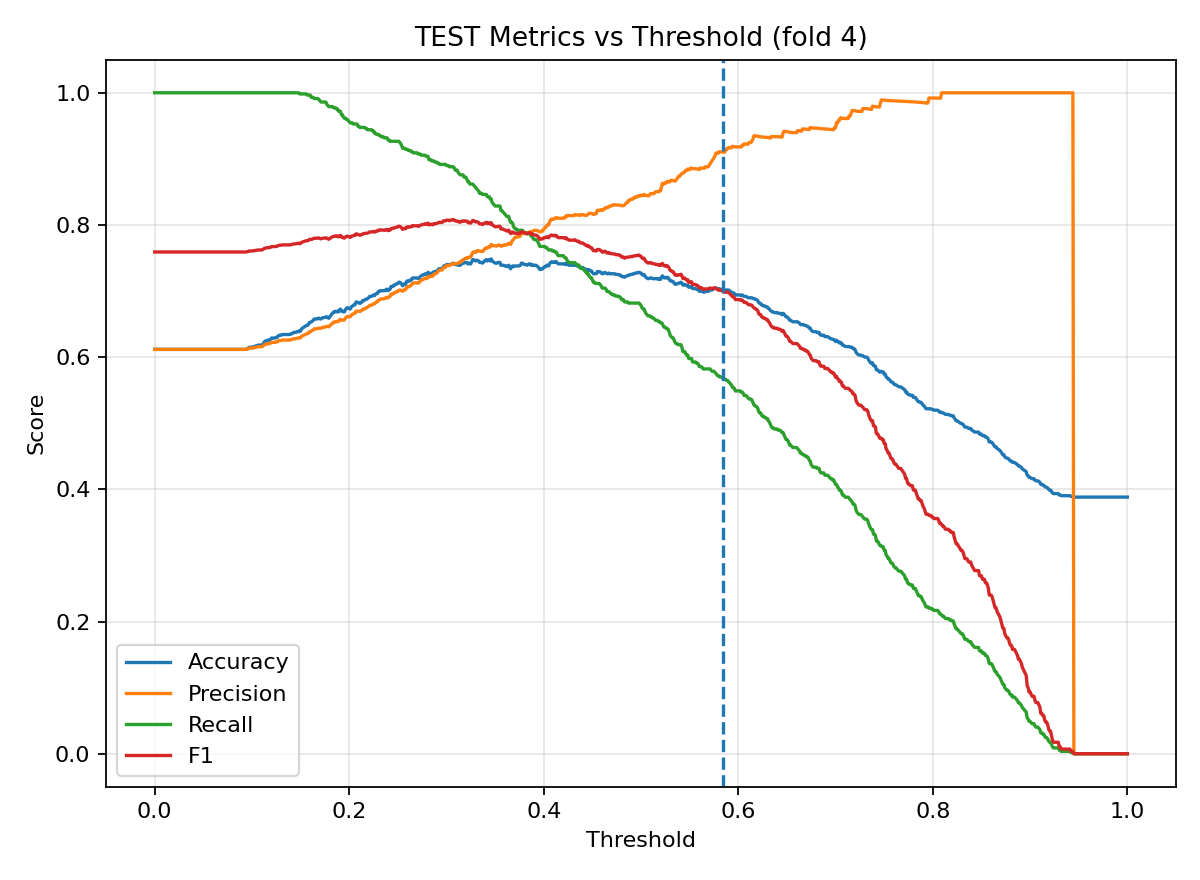 TEST Metrics vs Threshold (fold 4)
1.0
0.8
0.6
0.4
0.2
0.0
Score
Accuracy
Precision
Recall
F1
0.0 0.2 0.4 0.6 0.8 1.0
Threshold